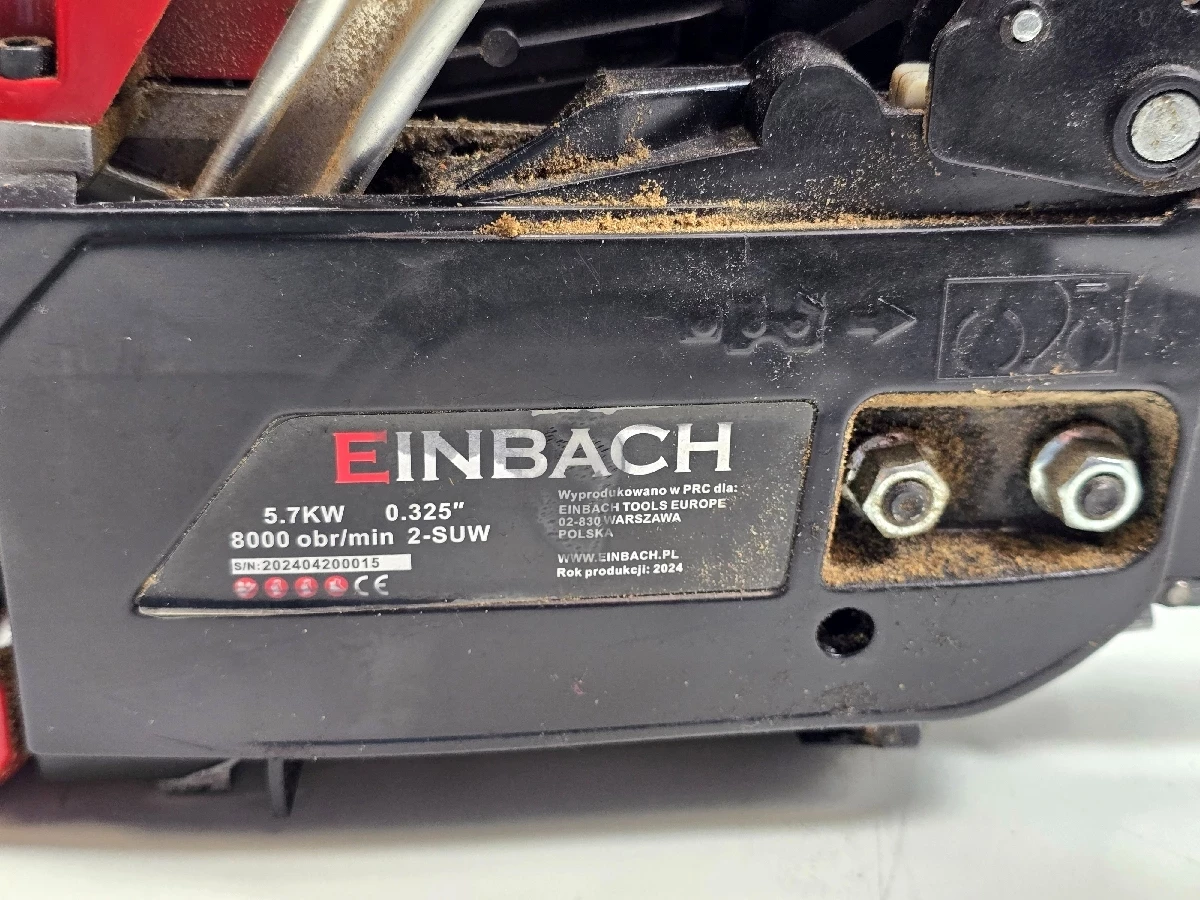 EINBACH
5.7KW 0.325"
8000 obr/min 2-SUW
S/N: 202404200015
CE
Wyprodukowano w PRC dla:
EINBACH TOOLS EUROPE
02-830 WARSZAWA
POLSKA
WWW.EINBACH.PL
Rok produkcji: 2024